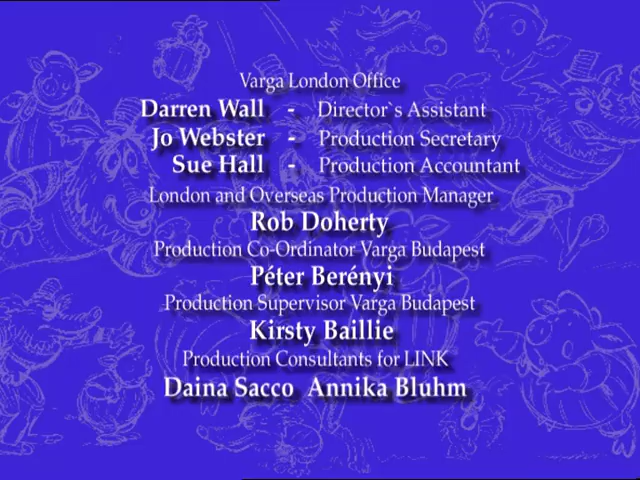 Varga London Office
Darren Wall - Director`s Assistant
Jo Webster - Production Secretary
Sue Hall - Production Accountant
London and Overseas Production Manager
Rob Doherty
Production Co-Ordinator Varga Budapest
Péter Berényi
Production Supervisor Varga Budapest
Kirsty Baillie
Production Consultants for LINK
Daina Sacco Annika Bluhm